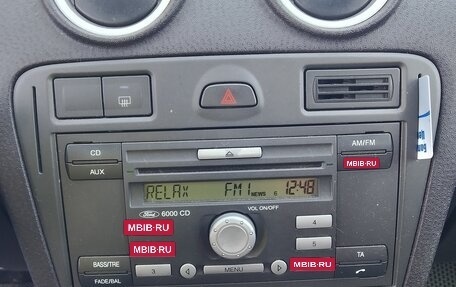 CD
AUX
AM/FM
MBIB·RU
RELAX FM1 NEWS 6 12:48
Ford 6000 CD
VOL ON/OFF
4
MBIB·RU
5
MBIB·RU
TA
BASS/TRE
FADE/BAL
3
MENU
MBIB·RU